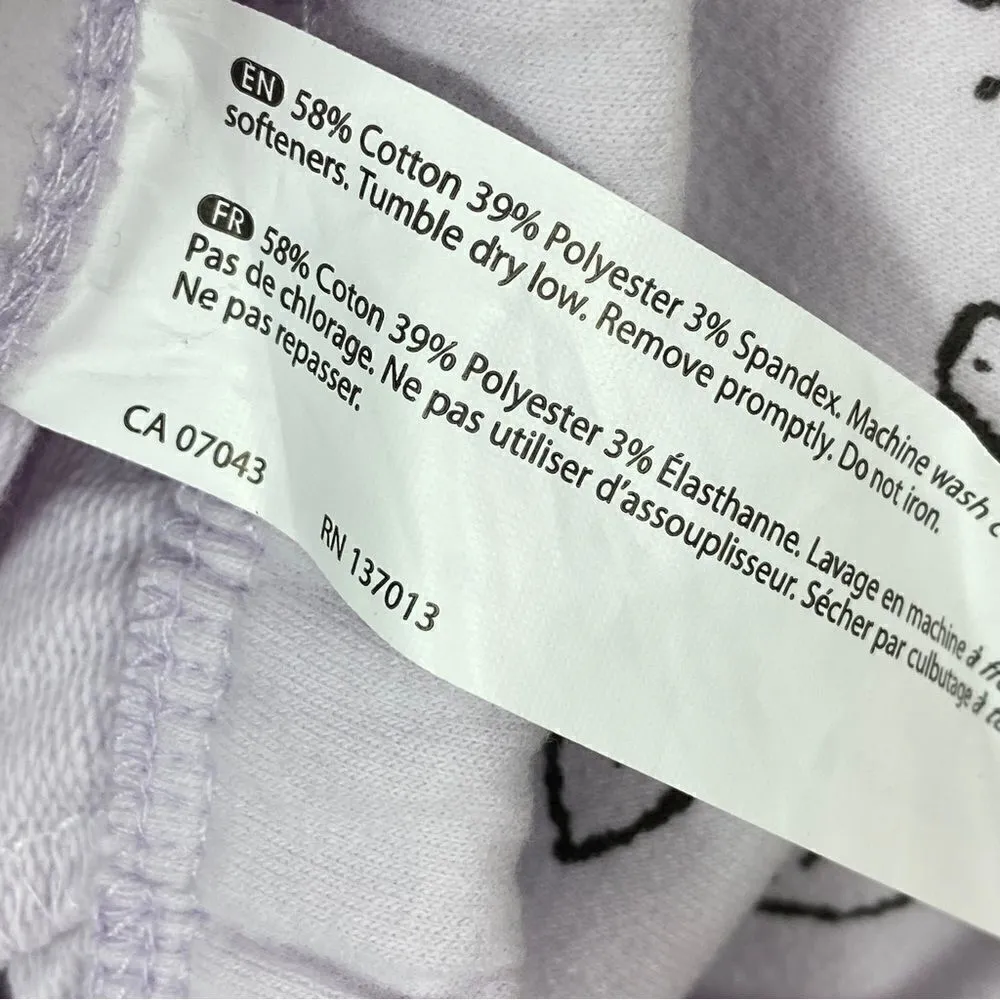 EN 58% Cotton 39% Polyester 3% Spandex. Machine wash
softeners. Tumble dry low. Remove promptly. Do not iron.
FR 58% Coton 39% Polyester 3% Élasthanne. Lavage en machine à
Pas de chlorage. Ne pas utiliser d'assouplisseur. Sécher par culbutage à
Ne pas repasser.
CA 07043
RN 137013